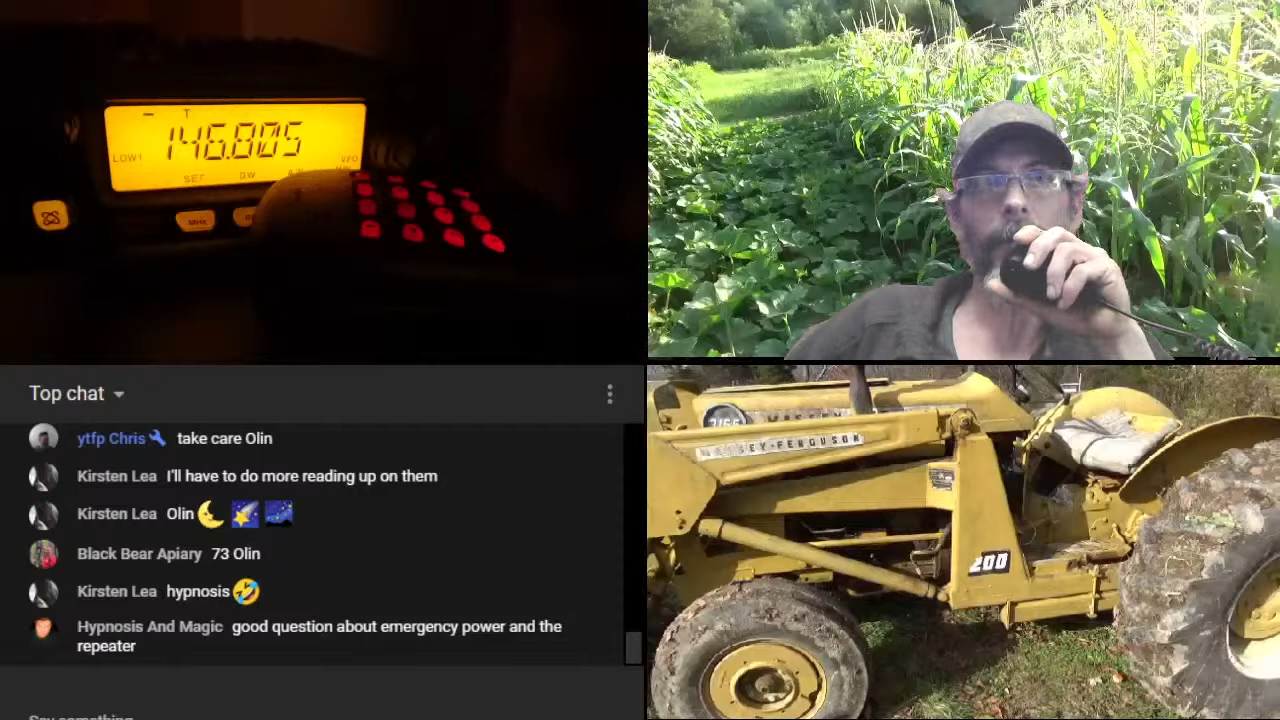 T
146.805
LOW1
VFO
SET D.W
MHz
MASSEY-FERGUSON
200
Top chat
ytfp Chris take care Olin
Kirsten Lea I'll have to do more reading up on them
Kirsten Lea Olin
Black Bear Apiary 73 Olin
Kirsten Lea hypnosis
Hypnosis And Magic good question about emergency power and the
repeater